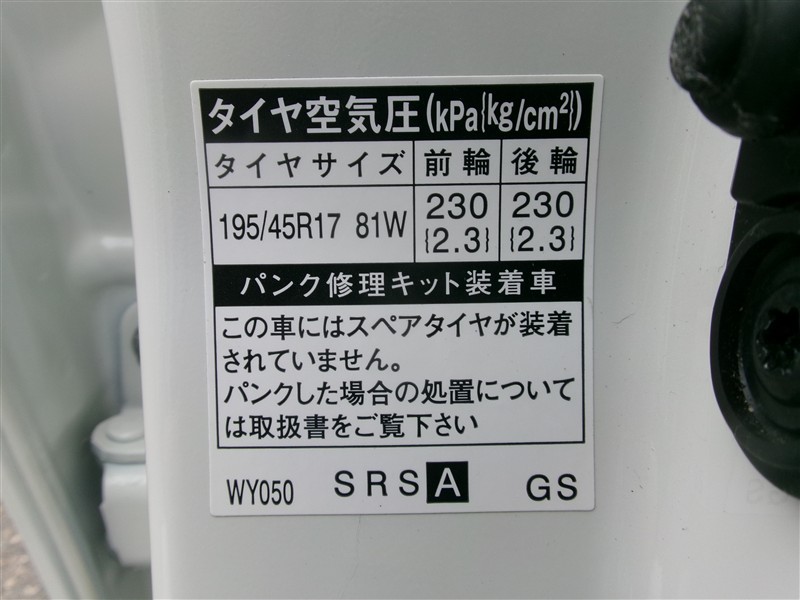 タイヤ空気圧(kPa{kg/cm²})
タイヤサイズ 前輪 後輪
195/45R17 81W 230 {2.3} 230 {2.3}
パンク修理キット装着車
この車にはスペアタイヤが装着
されていません。
パンクした場合の処置について
は取扱書をご覧下さい
WY050 SRS A GS